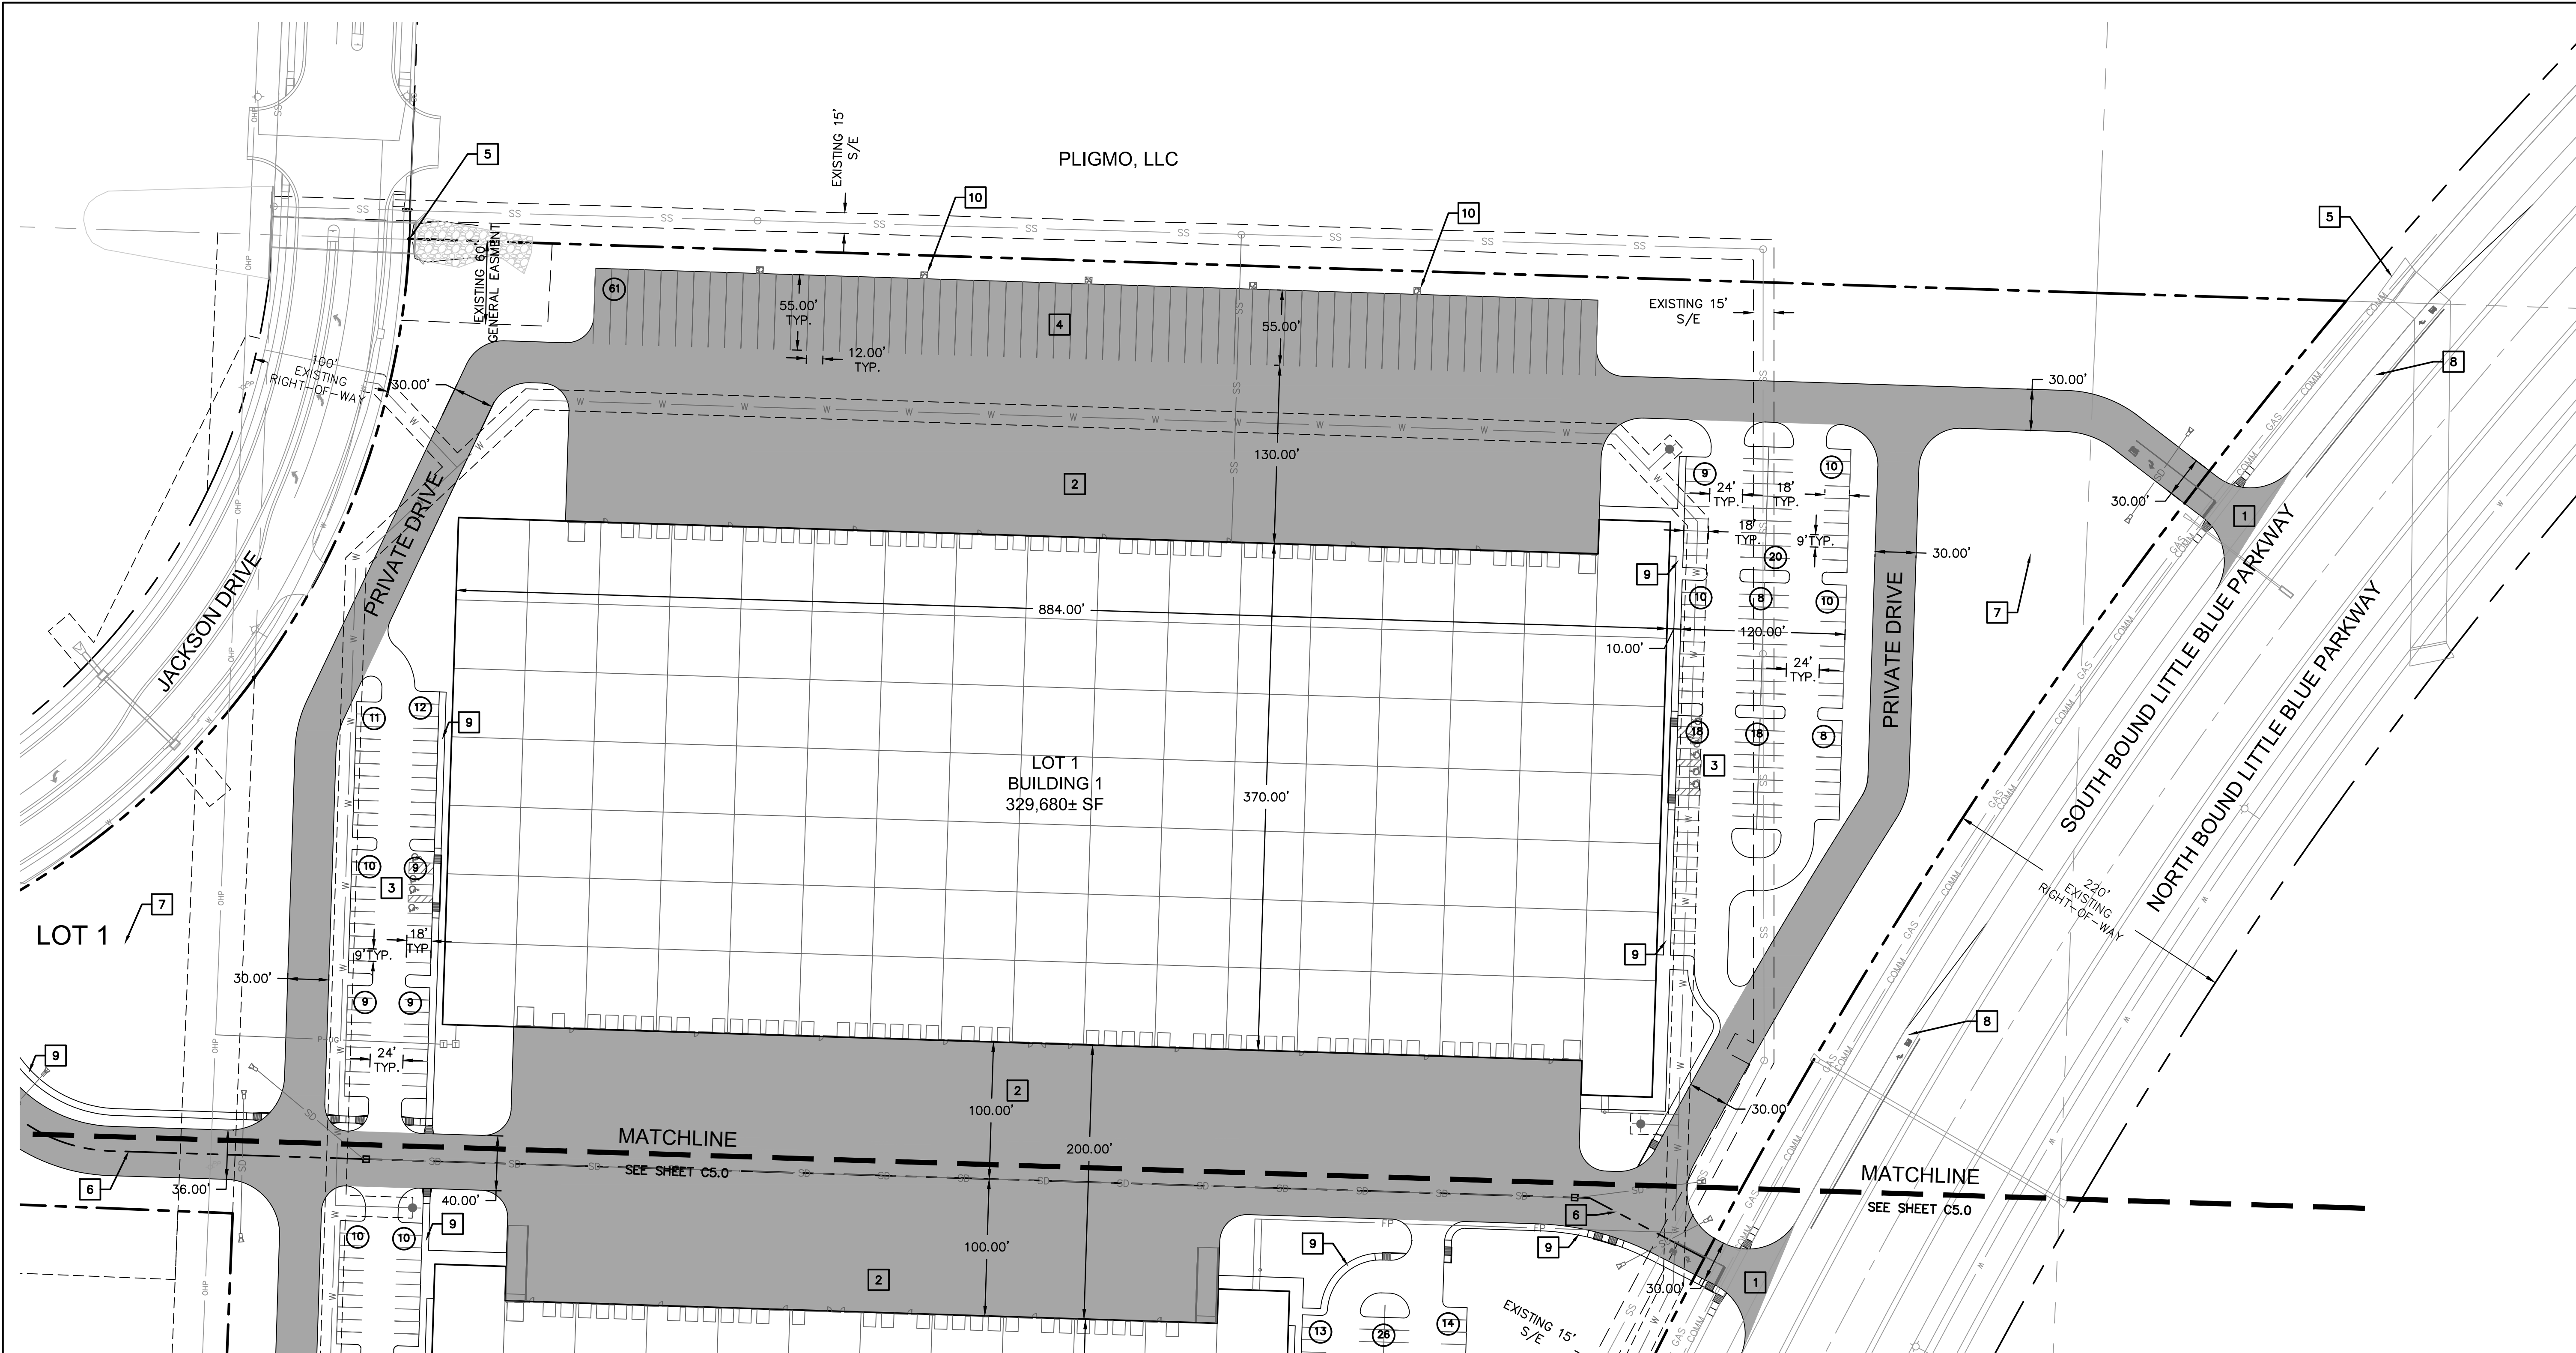 PLIGMO, LLC
EXISTING 15'
S/E
5
10
10
5
EXISTING 60'
GENERAL EASMENT
61
55.00'
TYP.
4
55.00'
12.00'
TYP.
EXISTING 15'
S/E
100'
EXISTING
RIGHT-OF-WAY
30.00'
30.00'
8
130.00'
2
9
10
24'
TYP.
18'
TYP.
18'
TYP.
9' TYP.
30.00'
1
20
30.00'
PRIVATE DRIVE
JACKSON DRIVE
9
10
8
10
884.00'
120.00'
10.00'
24'
TYP.
7
PRIVATE DRIVE
SOUTH BOUND LITTLE BLUE PARKWAY
NORTH BOUND LITTLE BLUE PARKWAY
11
12
9
18
18
8
3
LOT 1
BUILDING 1
329,680± SF
370.00'
10
9
3
7
LOT 1
18'
TYP.
9' TYP.
9
220'
EXISTING
RIGHT-OF-WAY
30.00'
9
9
8
24'
TYP.
9
2
100.00'
30.00'
MATCHLINE
SEE SHEET C5.0
200.00'
MATCHLINE
SEE SHEET C5.0
6
36.00'
40.00'
6
10
10
9
100.00'
9
9
2
30.00'
1
13
26
14
EXISTING 15'
S/E
SS
W
OHP
SD
GAS
COMM
FP